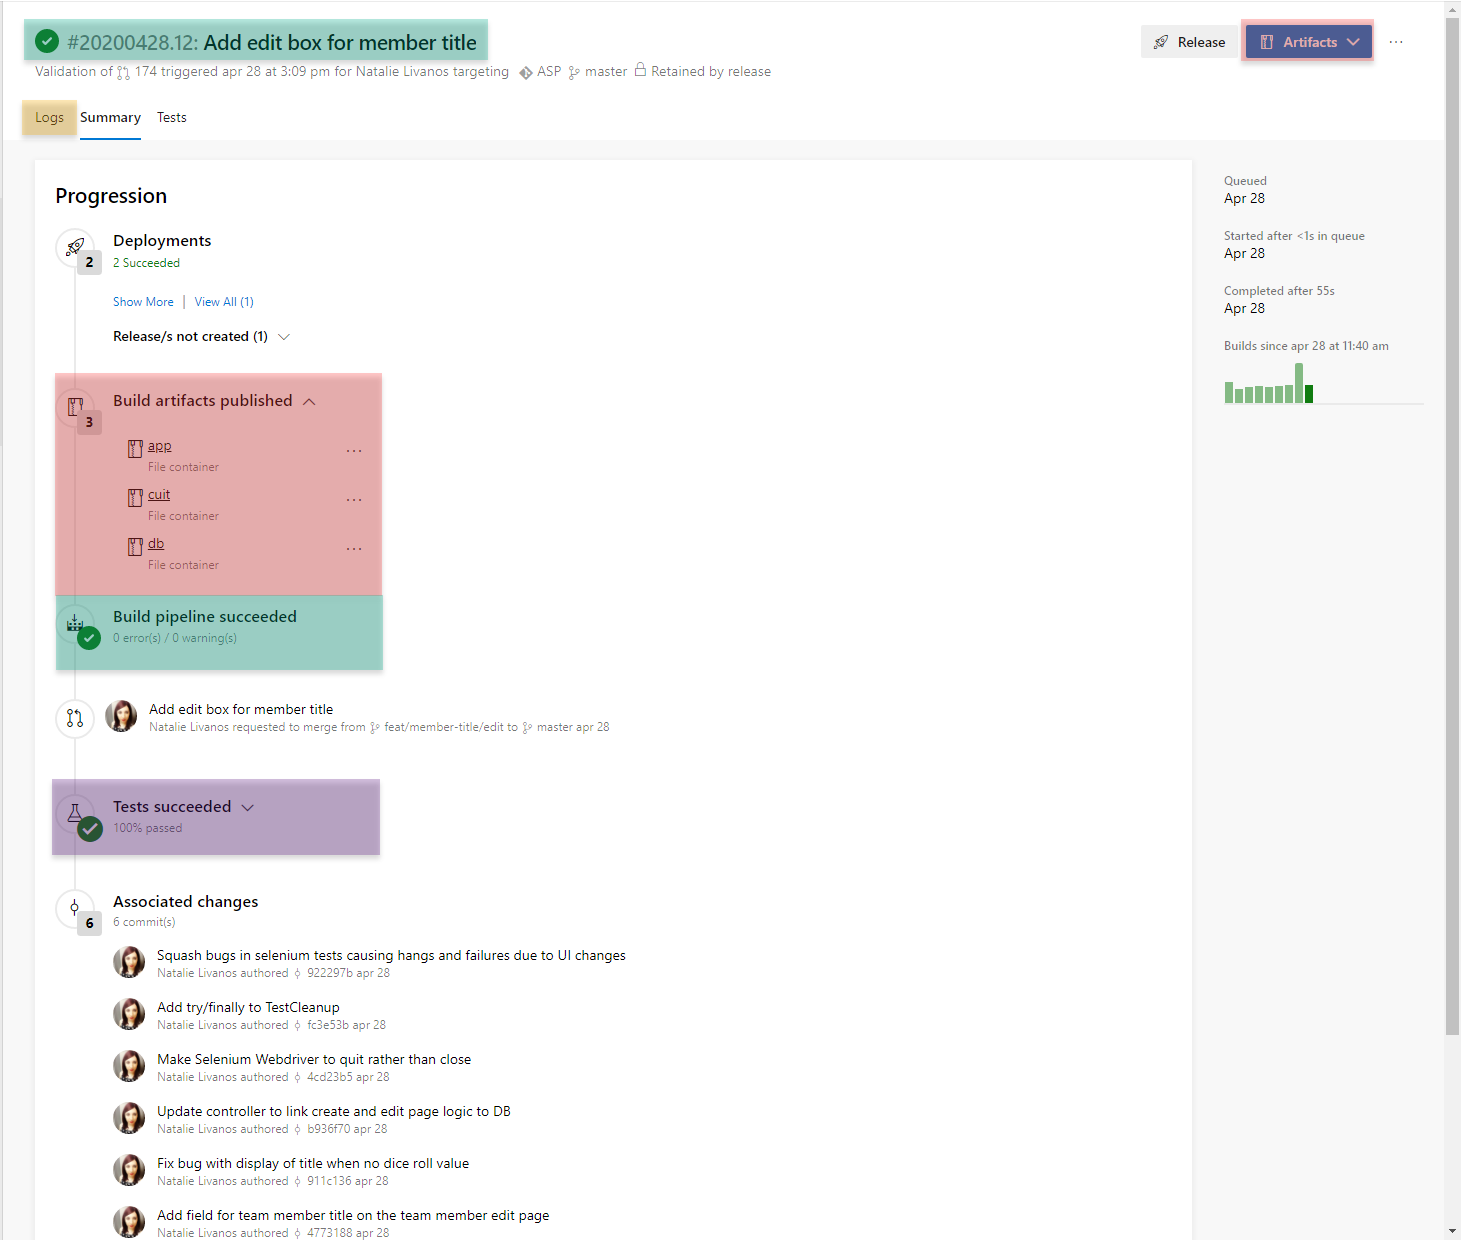 #20200428.12: Add edit box for member title
Release
Artifacts
Validation of 174 triggered apr 28 at 3:09 pm for Natalie Livanos targeting ASP master Retained by release
Logs Summary Tests
Progression
Deployments
2
2 Succeeded
Show More | View All (1)
Release/s not created (1)
Build artifacts published
3
app
...
File container
cuit
...
File container
db
...
File container
Build pipeline succeeded
0 error(s) / 0 warning(s)
Add edit box for member title
Natalie Livanos requested to merge from feat/member-title/edit to master apr 28
Tests succeeded
100% passed
Associated changes
6
6 commit(s)
Squash bugs in selenium tests causing hangs and failures due to UI changes
Natalie Livanos authored 922297b apr 28
Add try/finally to TestCleanup
Natalie Livanos authored fc3e53b apr 28
Make Selenium Webdriver to quit rather than close
Natalie Livanos authored 4cd23b5 apr 28
Update controller to link create and edit page logic to DB
Natalie Livanos authored b936f70 apr 28
Fix bug with display of title when no dice roll value
Natalie Livanos authored 911c136 apr 28
Add field for team member title on the team member edit page
Natalie Livanos authored 4773188 apr 28
Queued
Apr 28
Started after <1s in queue
Apr 28
Completed after 55s
Apr 28
Builds since apr 28 at 11:40 am